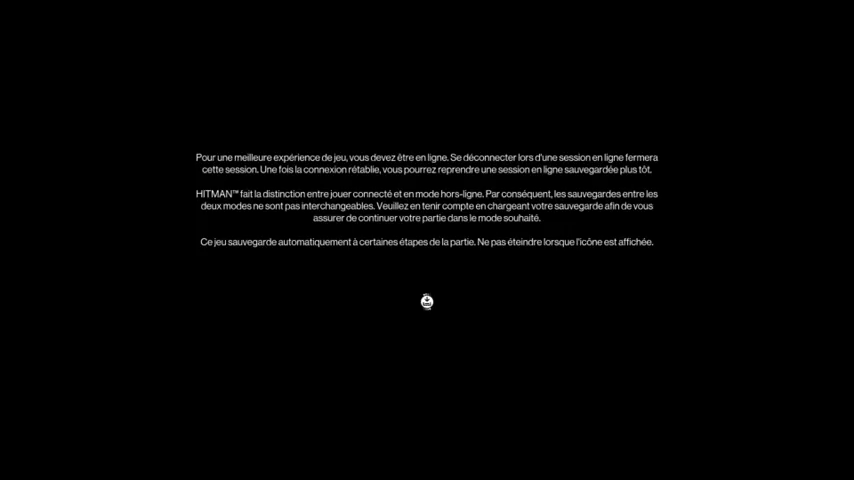 Pour une meilleure expérience de jeu, vous devez être en ligne. Se déconnecter lors d'une session en ligne fermera
cette session. Une fois la connexion rétablie, vous pourrez reprendre une session en ligne sauvegardée plus tôt.
HITMAN™ fait la distinction entre jouer connecté et en mode hors-ligne. Par conséquent, les sauvegardes entre les
deux modes ne sont pas interchangeables. Veuillez en tenir compte en chargeant votre sauvegarde afin de vous
assurer de continuer votre partie dans le mode souhaité.
Ce jeu sauvegarde automatiquement à certaines étapes de la partie. Ne pas éteindre lorsque l'icône est affichée.